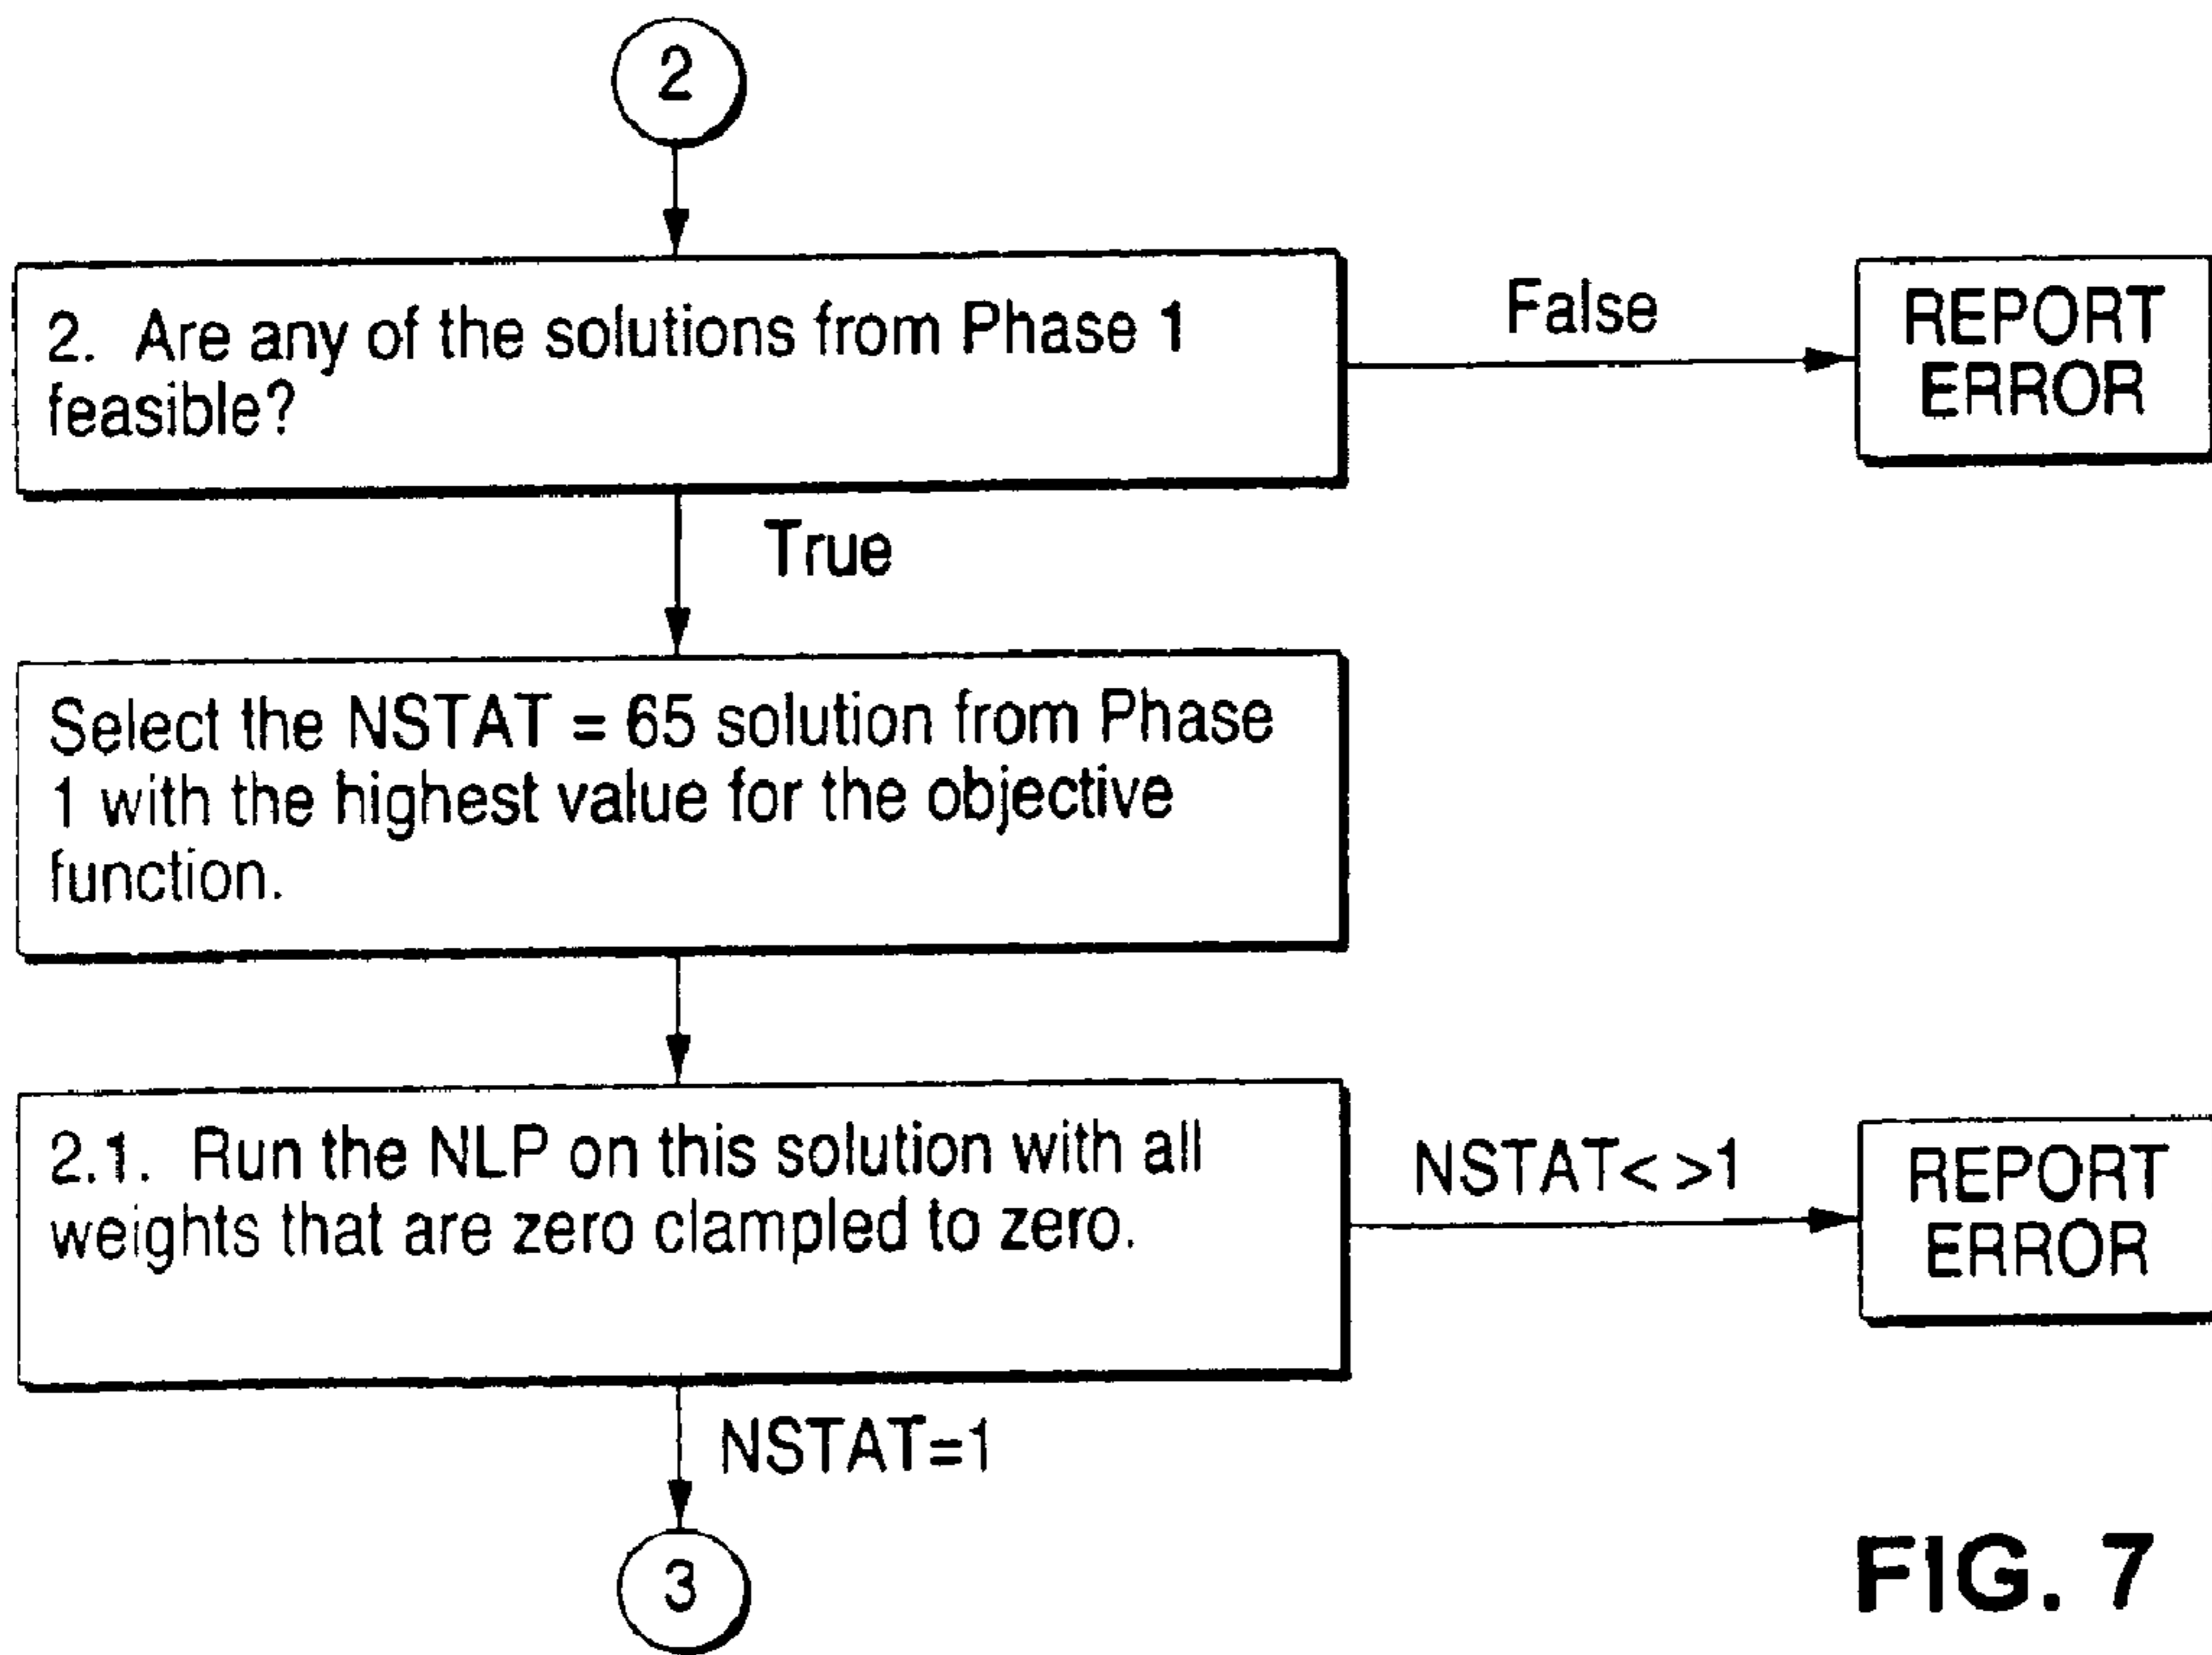 2
2. Are any of the solutions from Phase 1
feasible?
False
REPORT
ERROR
True
Select the NSTAT = 65 solution from Phase
1 with the highest value for the objective
function.
2.1. Run the NLP on this solution with all
weights that are zero clampled to zero.
NSTAT< >1
REPORT
ERROR
NSTAT=1
3
FIG. 7